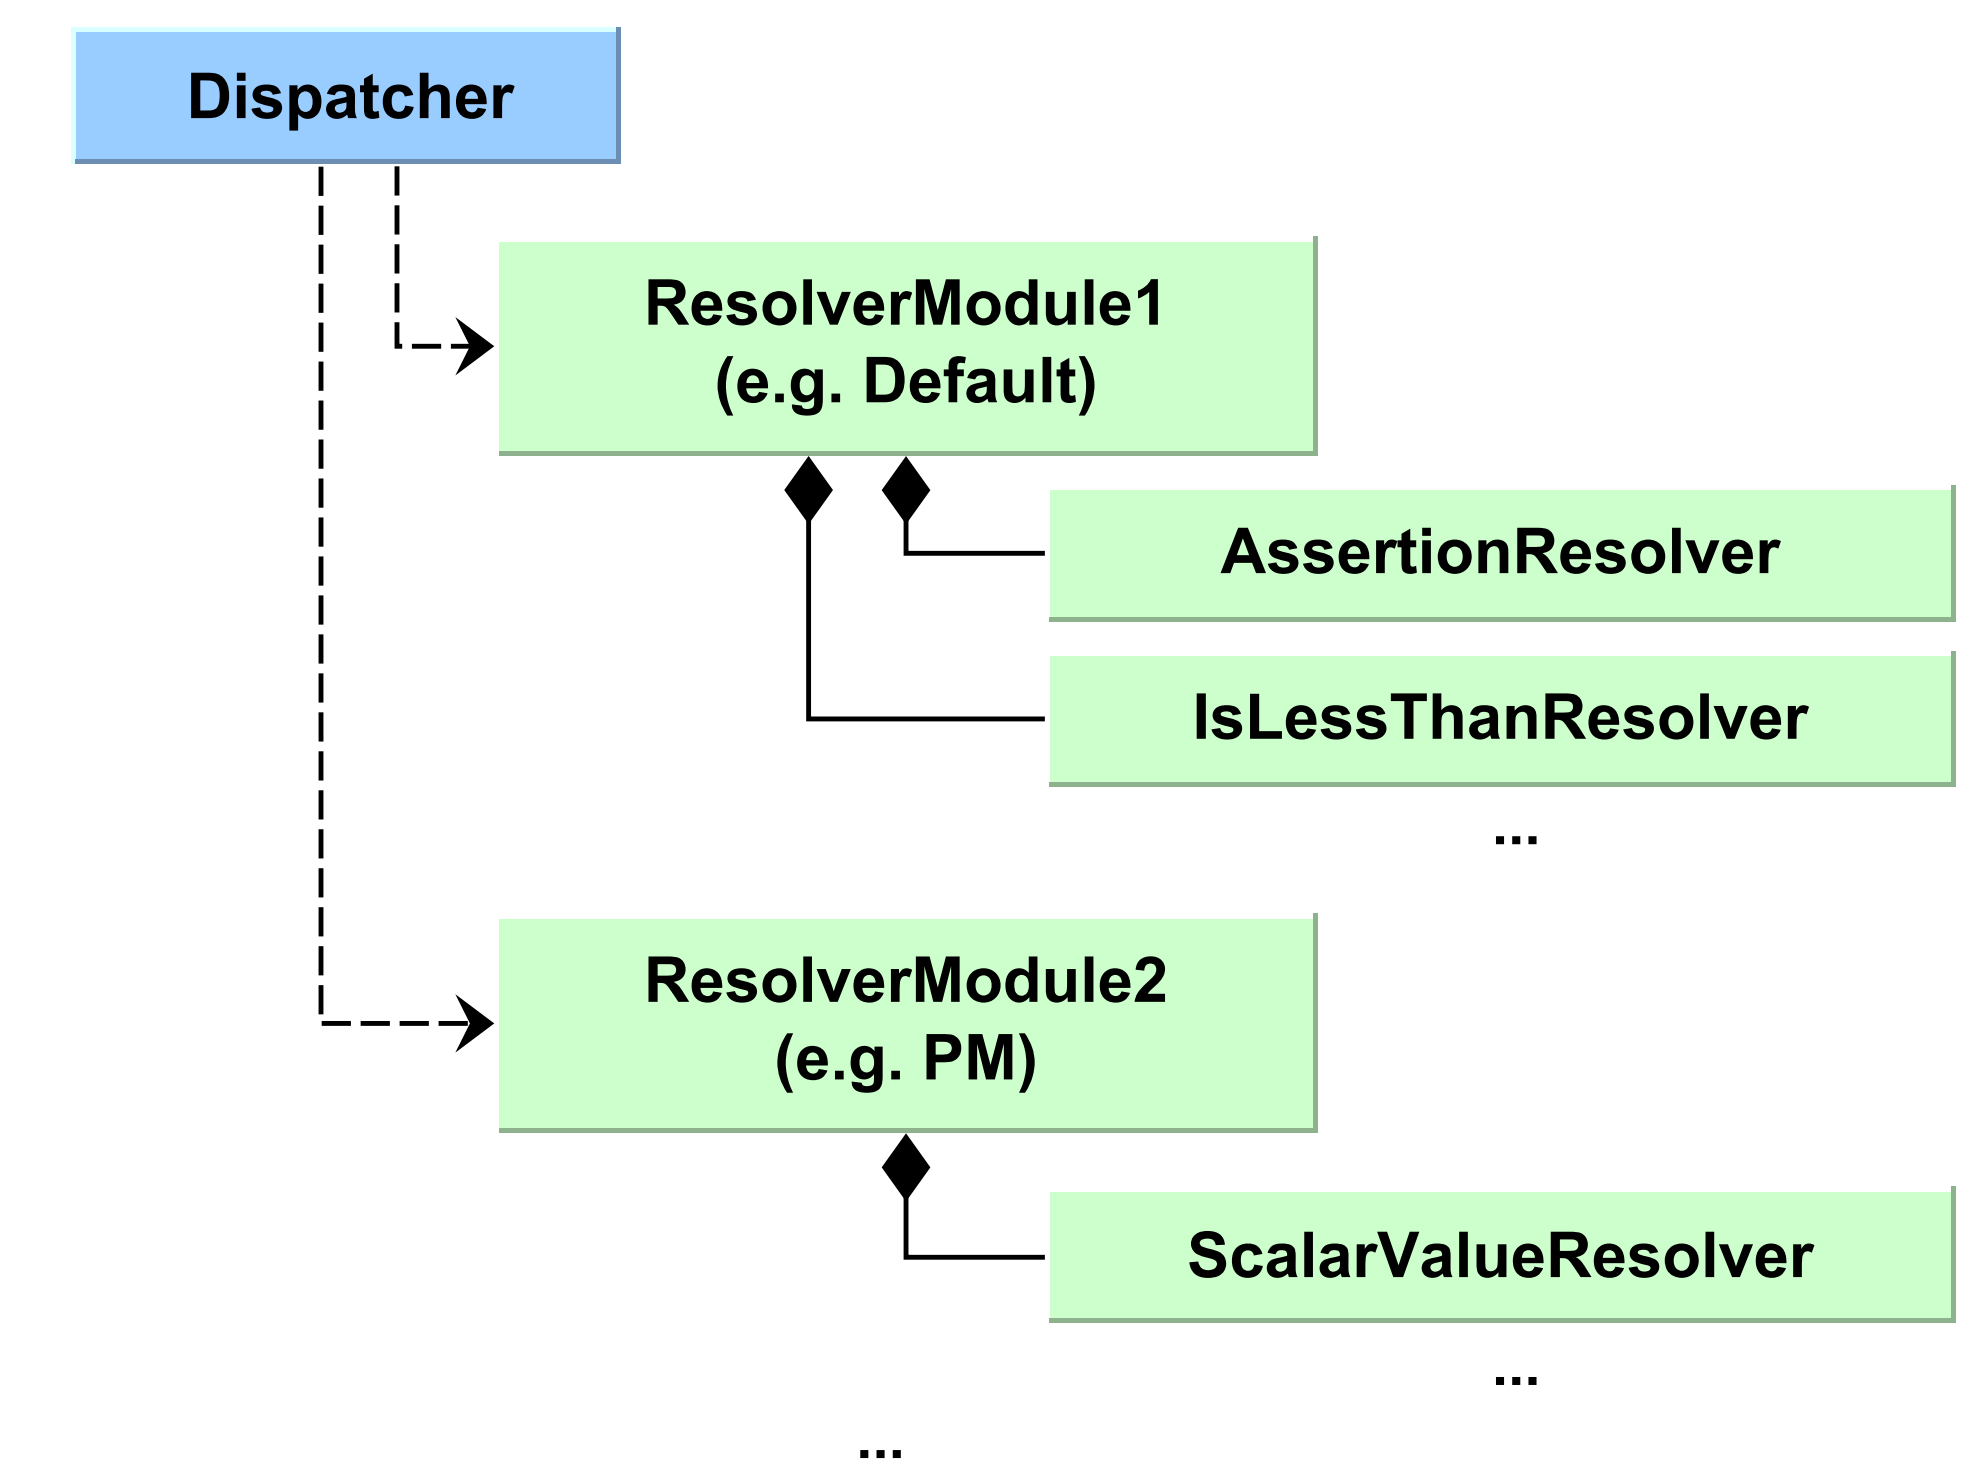 Dispatcher
ResolverModule1
(e.g. Default)
AssertionResolver
IsLessThanResolver
...
ResolverModule2
(e.g. PM)
ScalarValueResolver
...
...